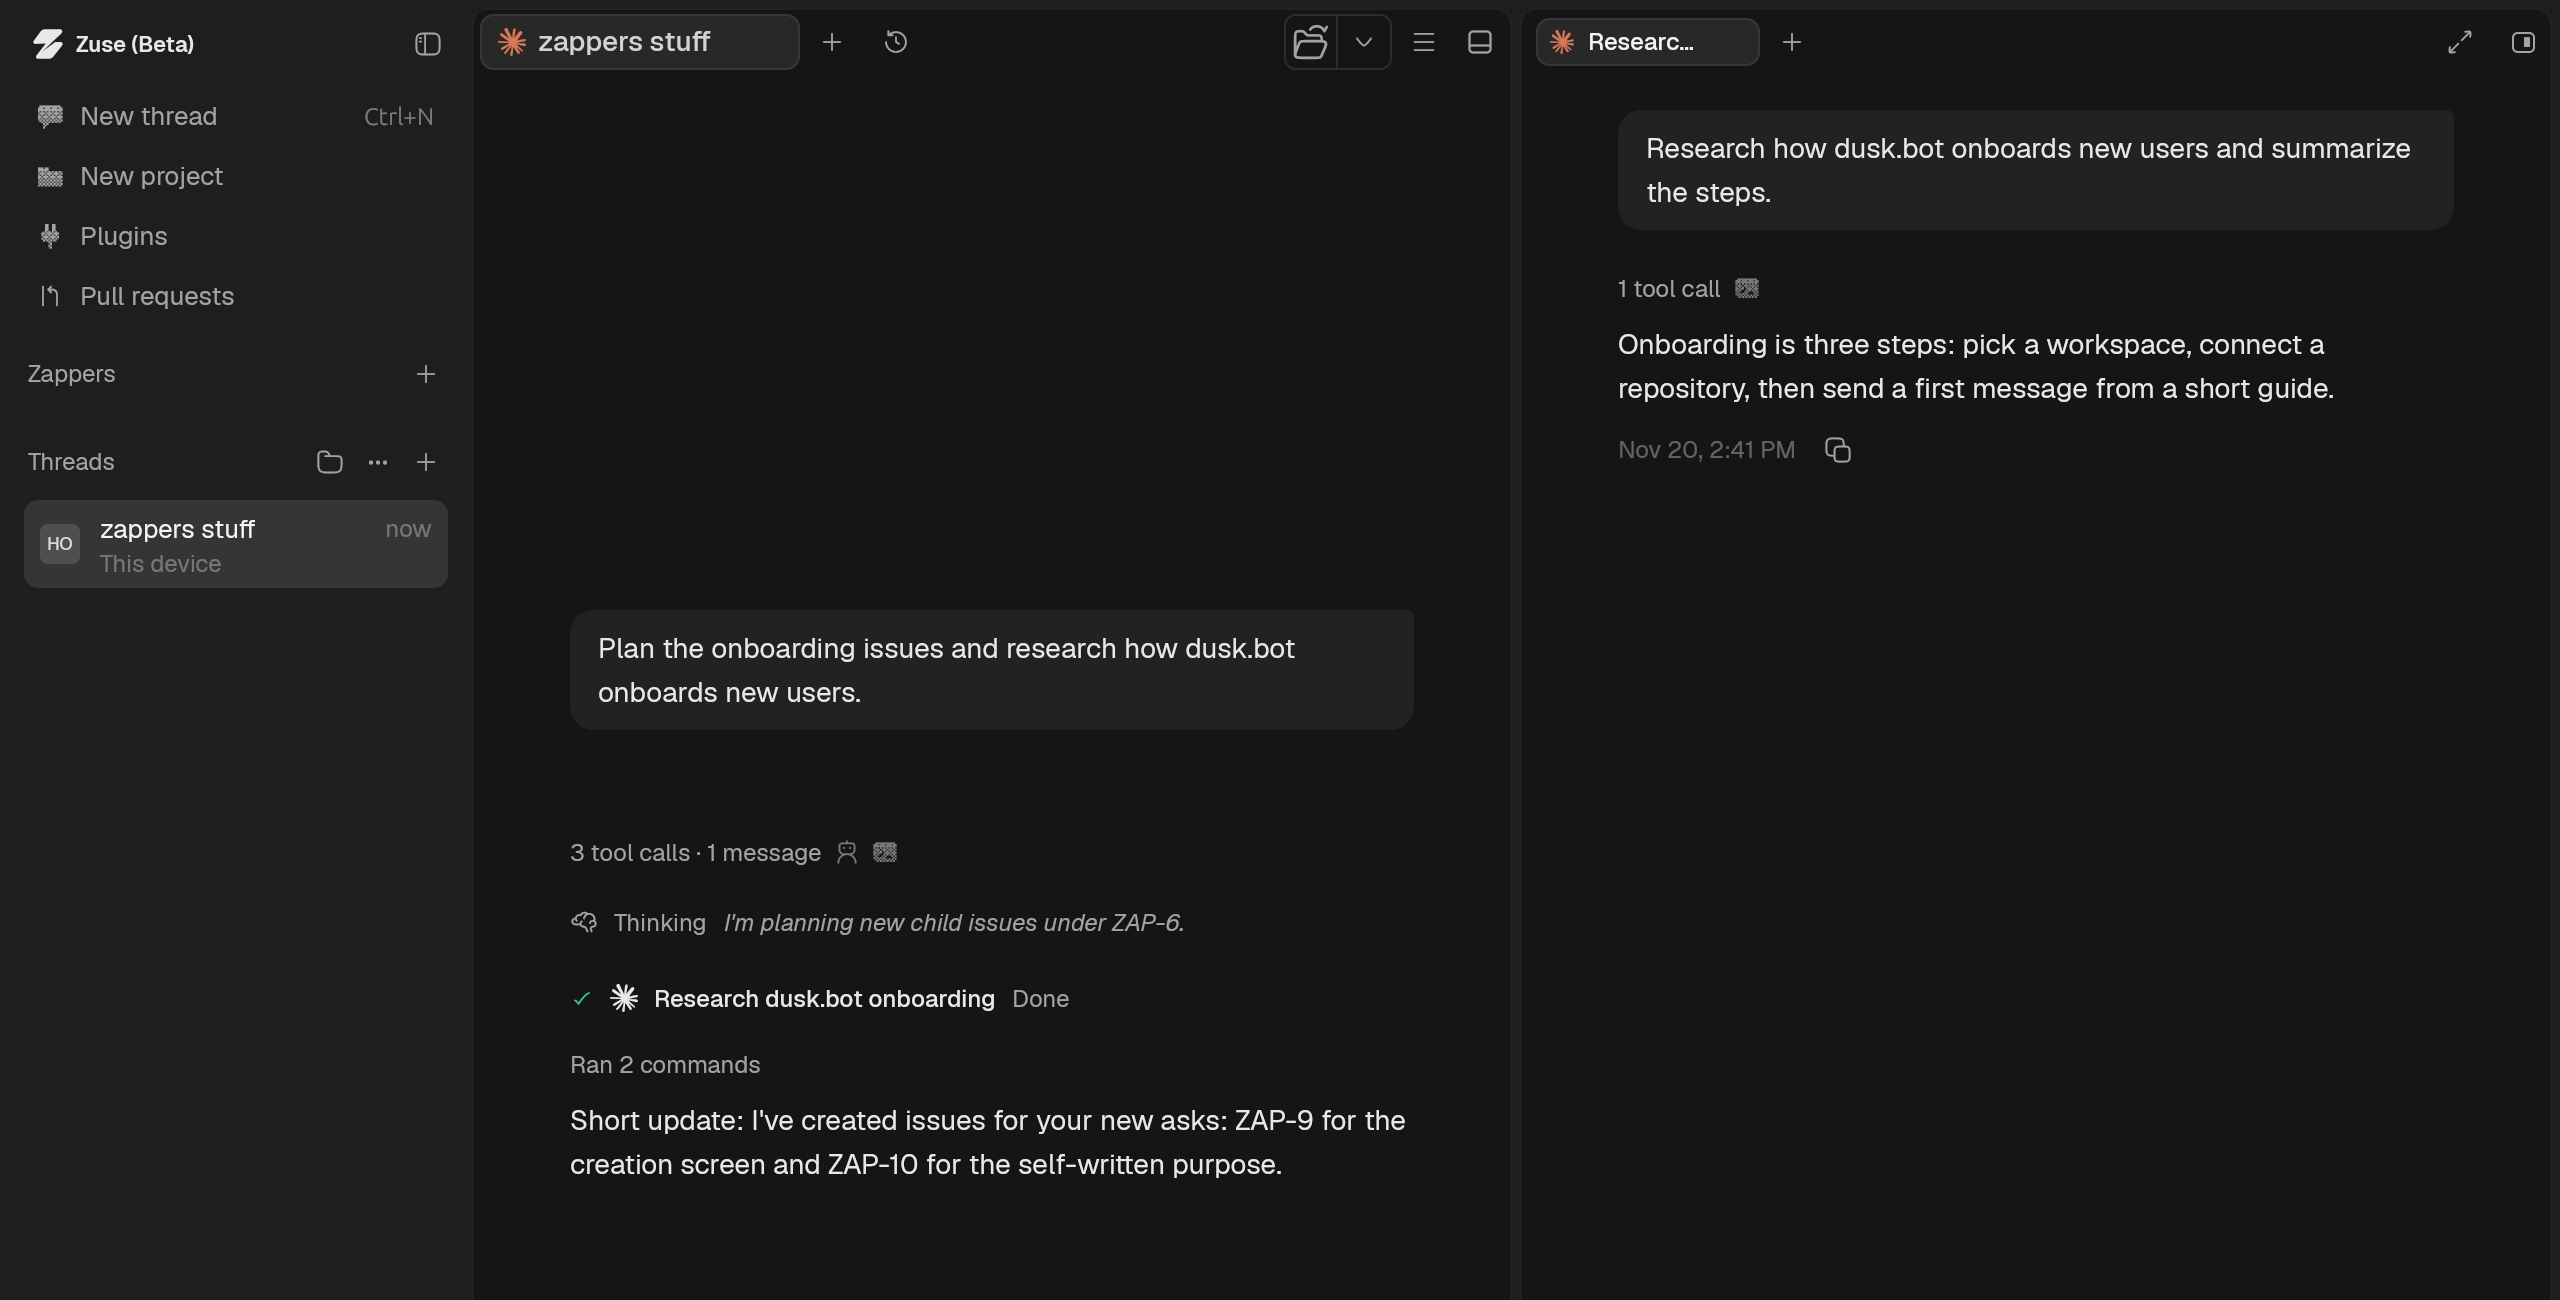 Zuse (Beta)
New thread Ctrl+N
New project
Plugins
Pull requests
Zappers
Threads
HO
zappers stuff now
This device
zappers stuff
Plan the onboarding issues and research how dusk.bot
onboards new users.
3 tool calls · 1 message
Thinking I'm planning new child issues under ZAP-6.
Research dusk.bot onboarding Done
Ran 2 commands
Short update: I've created issues for your new asks: ZAP-9 for the
creation screen and ZAP-10 for the self-written purpose.
Researc...
Research how dusk.bot onboards new users and summarize
the steps.
1 tool call
Onboarding is three steps: pick a workspace, connect a
repository, then send a first message from a short guide.
Nov 20, 2:41 PM